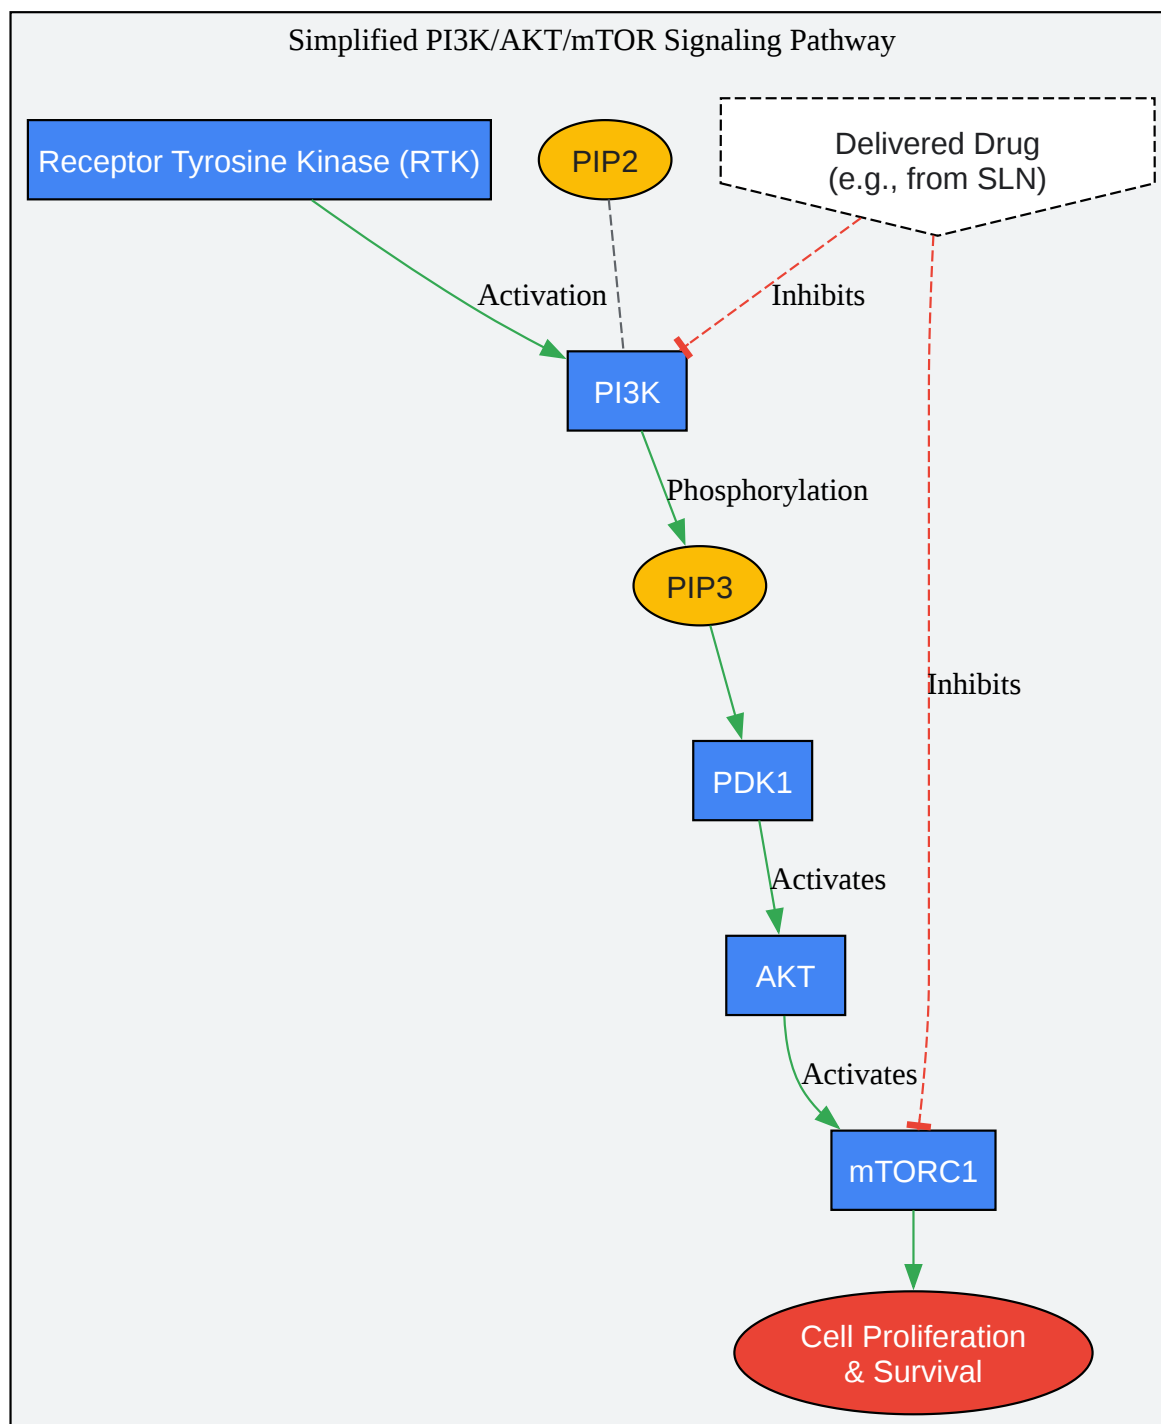 Simplified PI3K/AKT/mTOR Signaling Pathway
Receptor Tyrosine Kinase (RTK)
PIP2
Delivered Drug
(e.g., from SLN)
Activation
Inhibits
PI3K
Phosphorylation
PIP3
Inhibits
PDK1
Activates
AKT
Activates
mTORC1
Cell Proliferation
& Survival